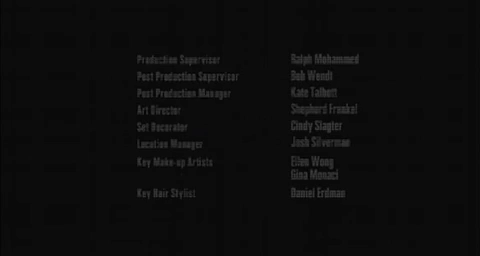 Production Supervisor Ralph Mohammed
Post Production Supervisor Bob Wendt
Post Production Manager Kate Talbott
Art Director Shepherd Frankel
Set Decorator Cindy Slagter
Location Manager Josh Silverman
Key Make-up Artists Eilen Wong
Gina Monaci
Key Hair Stylist Daniel Erdman